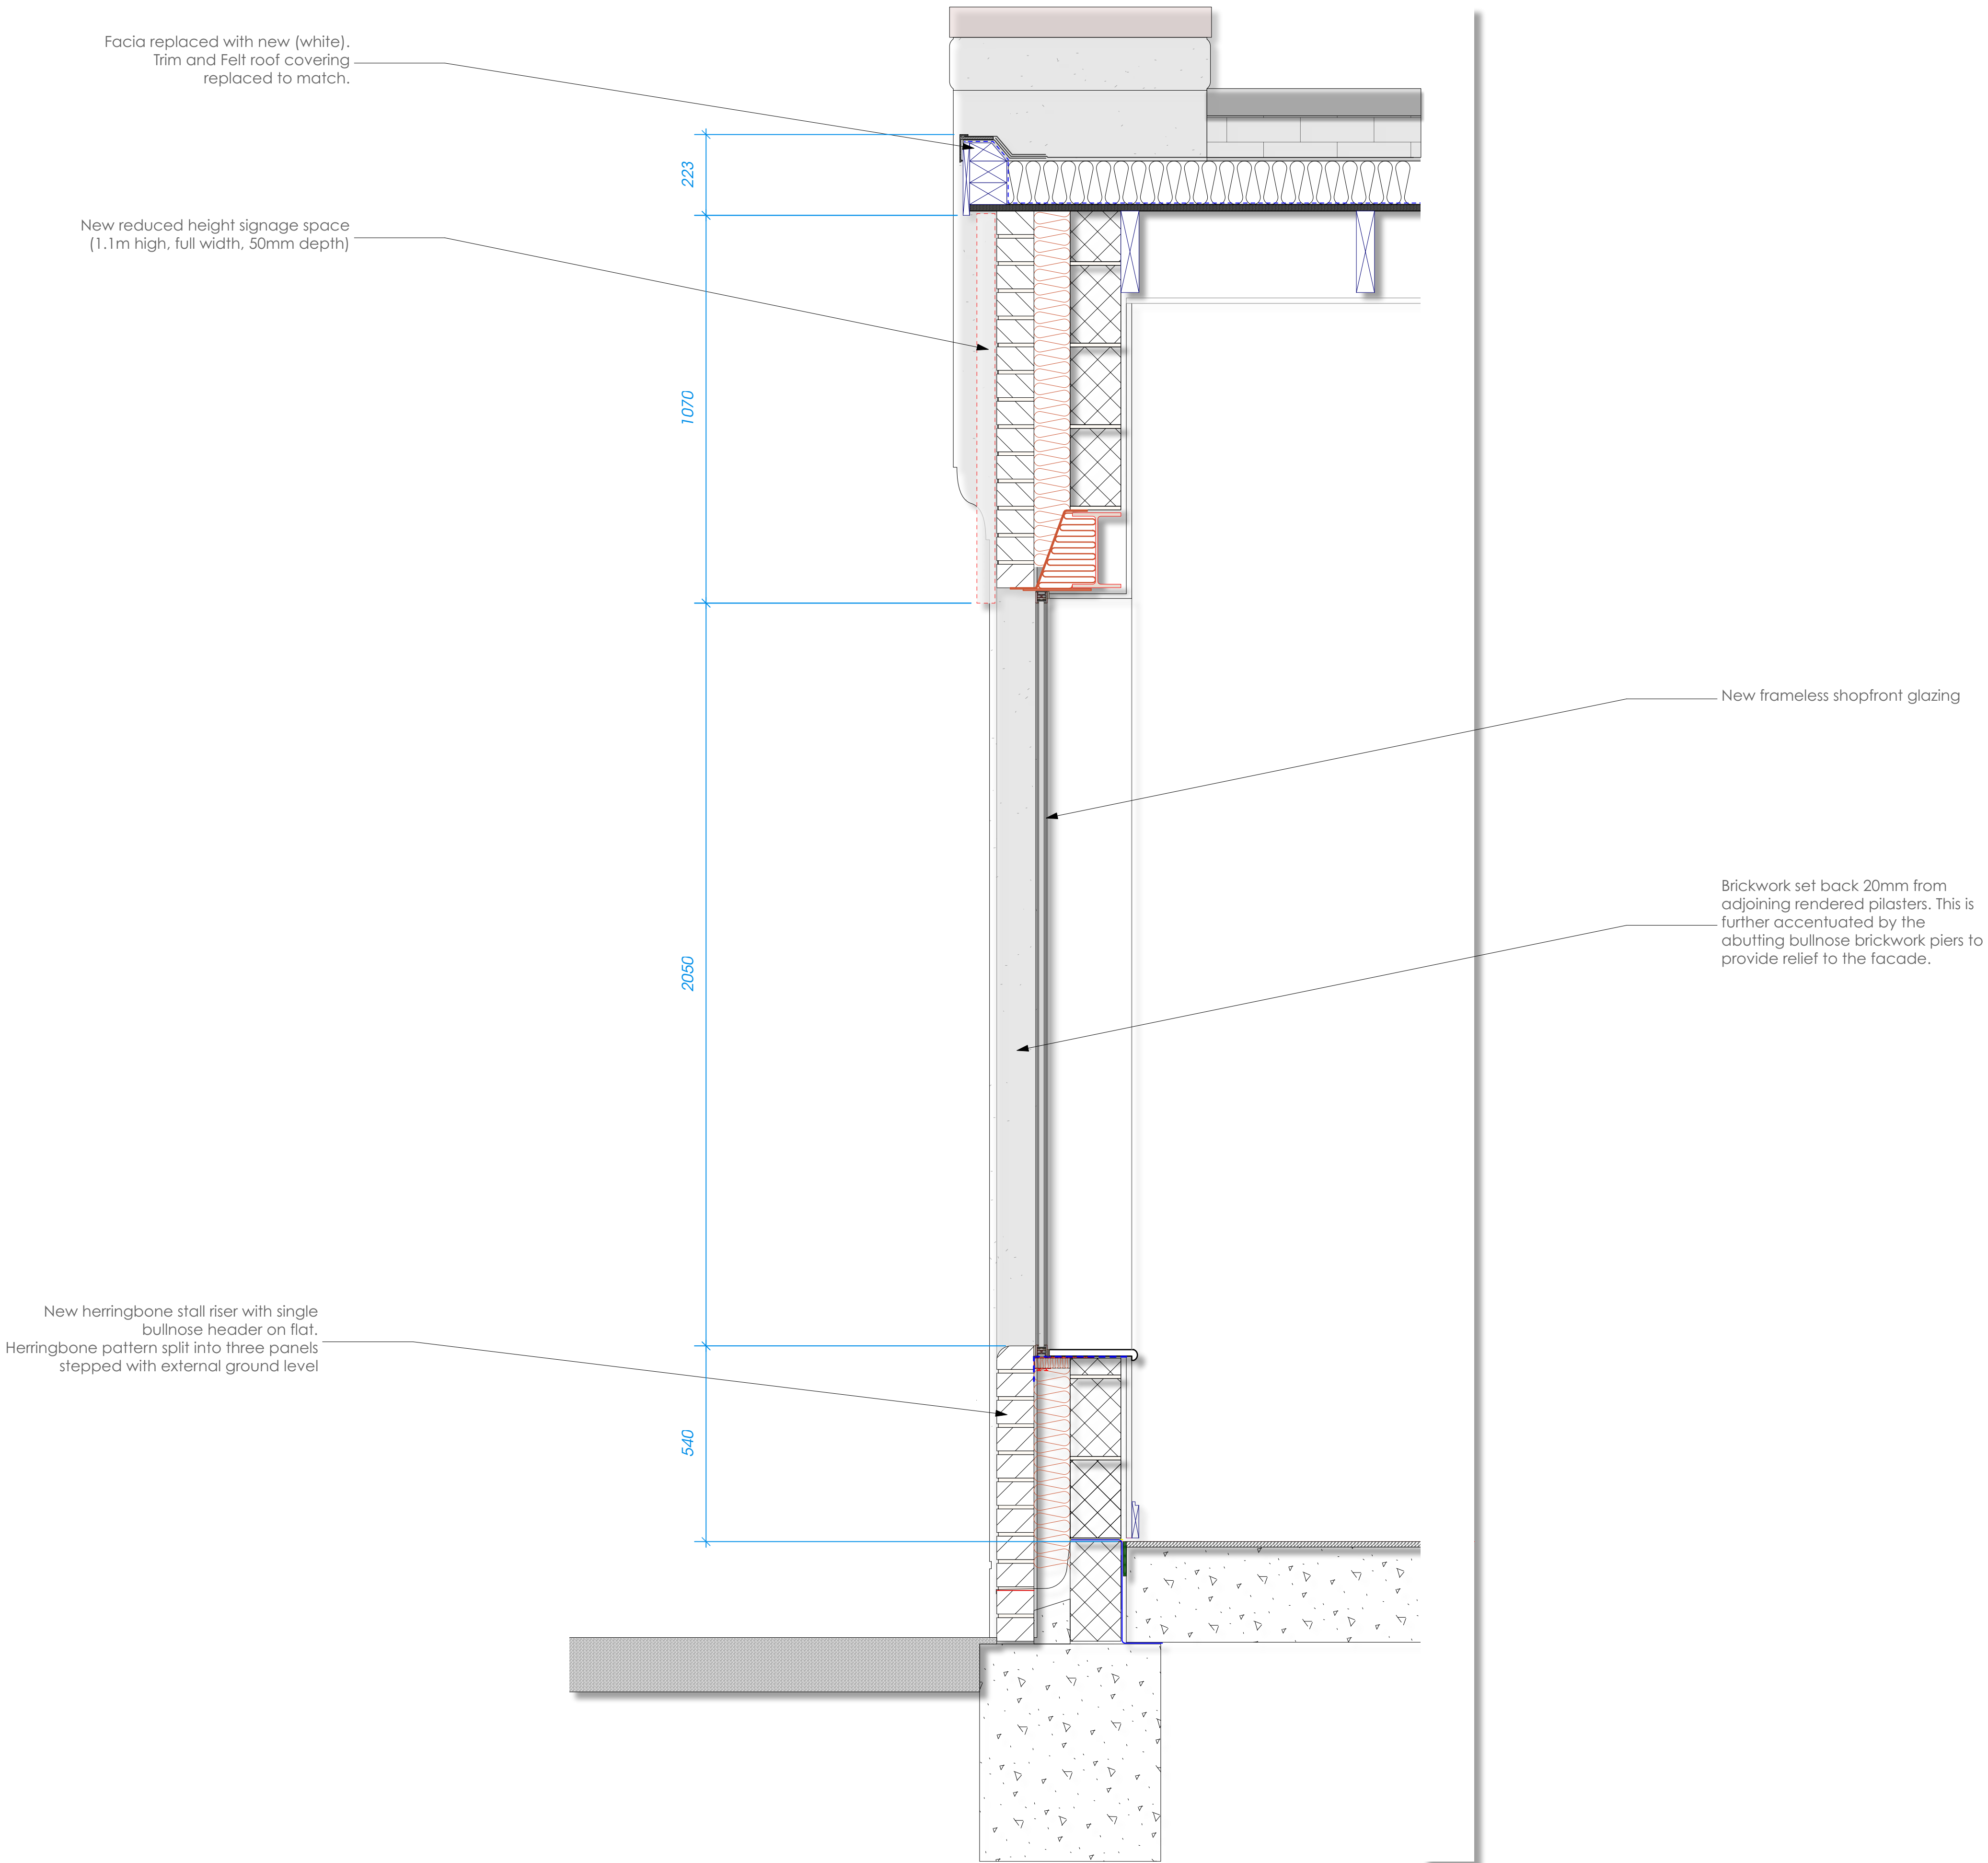 Facia replaced with new (white).
Trim and Felt roof covering
replaced to match.
223
New reduced height signage space
(1.1m high, full width, 50mm depth)
1070
New frameless shopfront glazing
Brickwork set back 20mm from
adjoining rendered pilasters. This is
further accentuated by the
abutting bullnose brickwork piers to
provide relief to the facade.
2050
New herringbone stall riser with single
bullnose header on flat.
Herringbone pattern split into three panels
stepped with external ground level
540